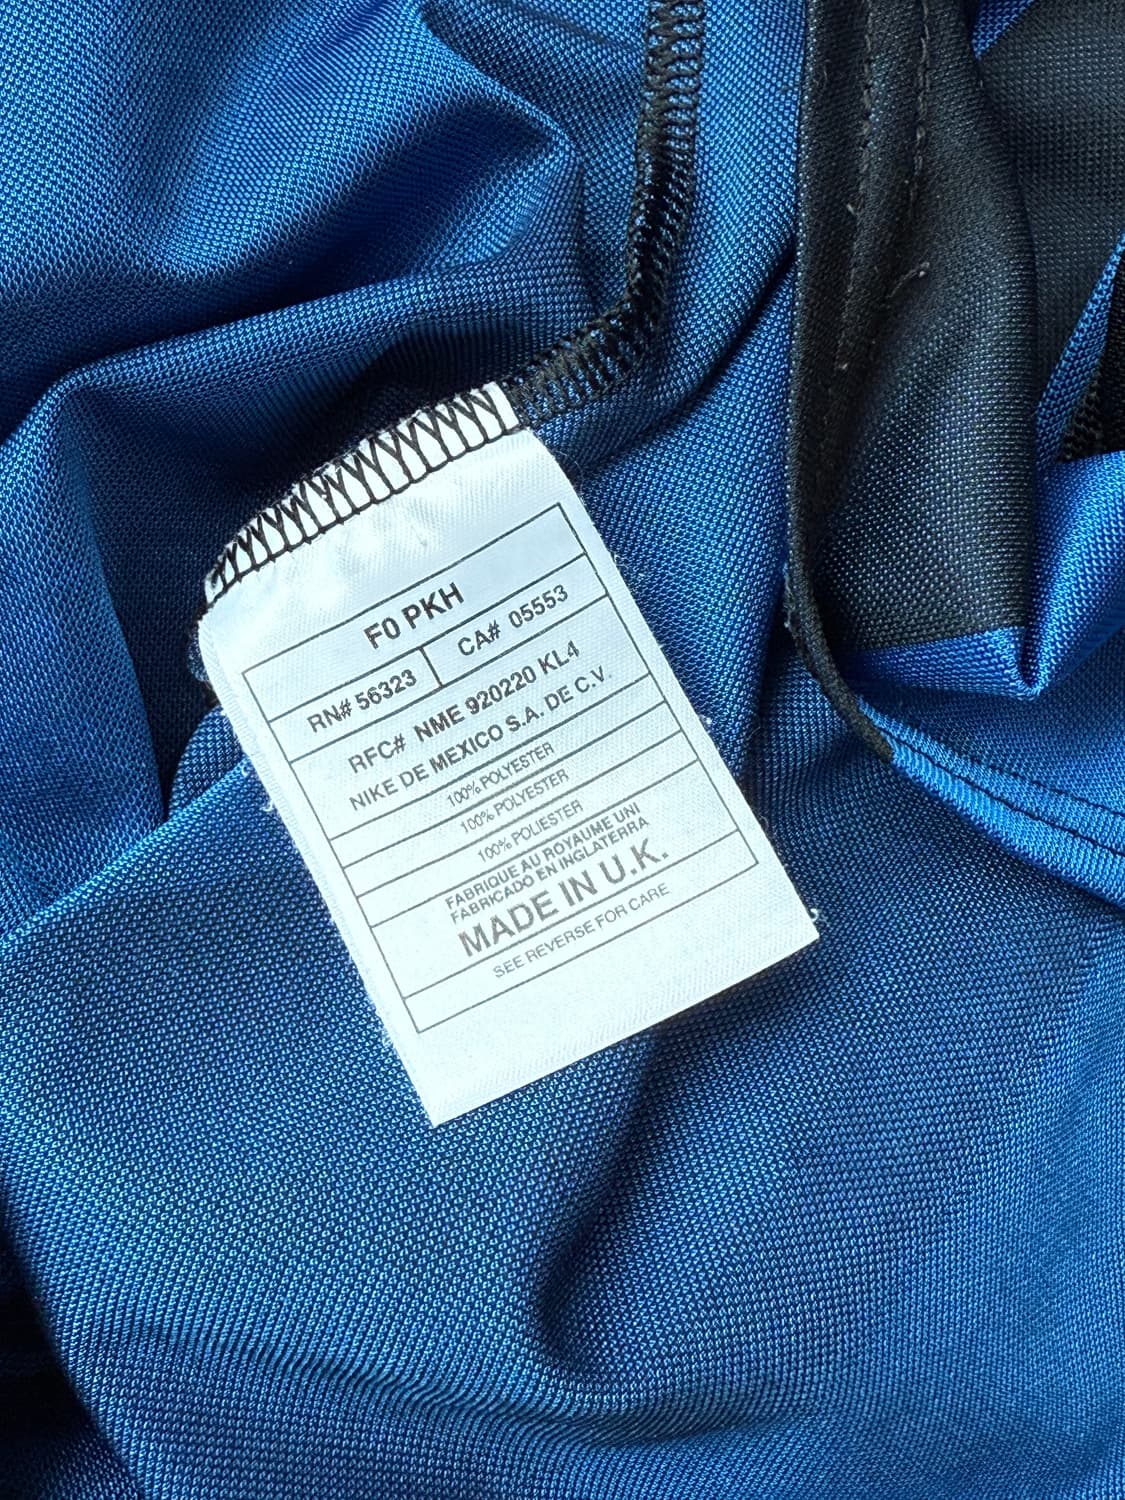 F0 PKH
RN# 56323 CA# 05553
RFC# NME 920220 KL4
NIKE DE MEXICO S.A. DE C.V.
100% POLYESTER
100% POLYESTER
100% POLIESTER
FABRIQUE AU ROYAUME UNI
FABRICADO EN INGLATERRA
MADE IN U.K.
SEE REVERSE FOR CARE